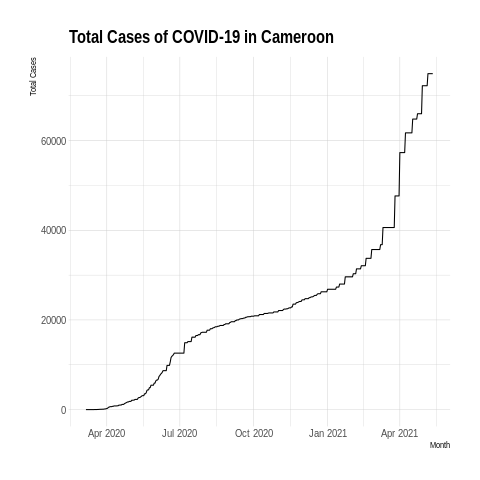 Total Cases of COVID-19 in Cameroon
Total Cases
60000
40000
20000
0
Apr 2020 Jul 2020 Oct 2020 Jan 2021 Apr 2021
Month